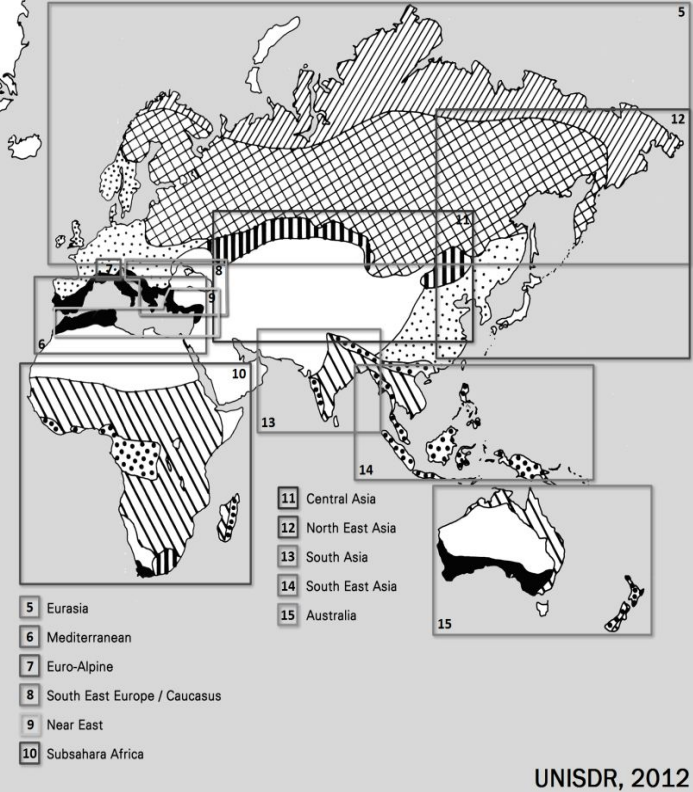 5
12
11
7
8
9
6
10
13
14
11 Central Asia
12 North East Asia
13 South Asia
14 South East Asia
15 Australia
15
5 Eurasia
6 Mediterranean
7 Euro-Alpine
8 South East Europe / Caucasus
9 Near East
10 Subsahara Africa
UNISDR, 2012